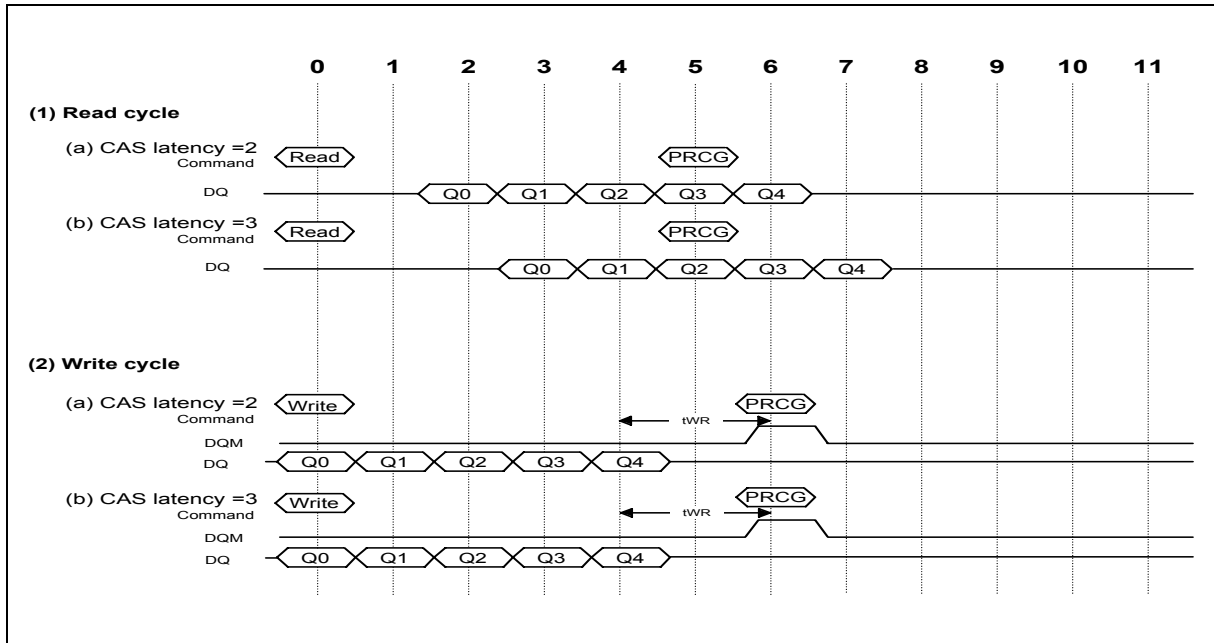 0 1 2 3 4 5 6 7 8 9 10 11
(1) Read cycle
(a) CAS latency =2
Command Read PRCG
DQ Q0 Q1 Q2 Q3 Q4
(b) CAS latency =3
Command Read PRCG
DQ Q0 Q1 Q2 Q3 Q4
(2) Write cycle
(a) CAS latency =2 Write PRCG
Command tWR
DQM
DQ Q0 Q1 Q2 Q3 Q4
(b) CAS latency =3 Write PRCG
Command tWR
DQM
DQ Q0 Q1 Q2 Q3 Q4